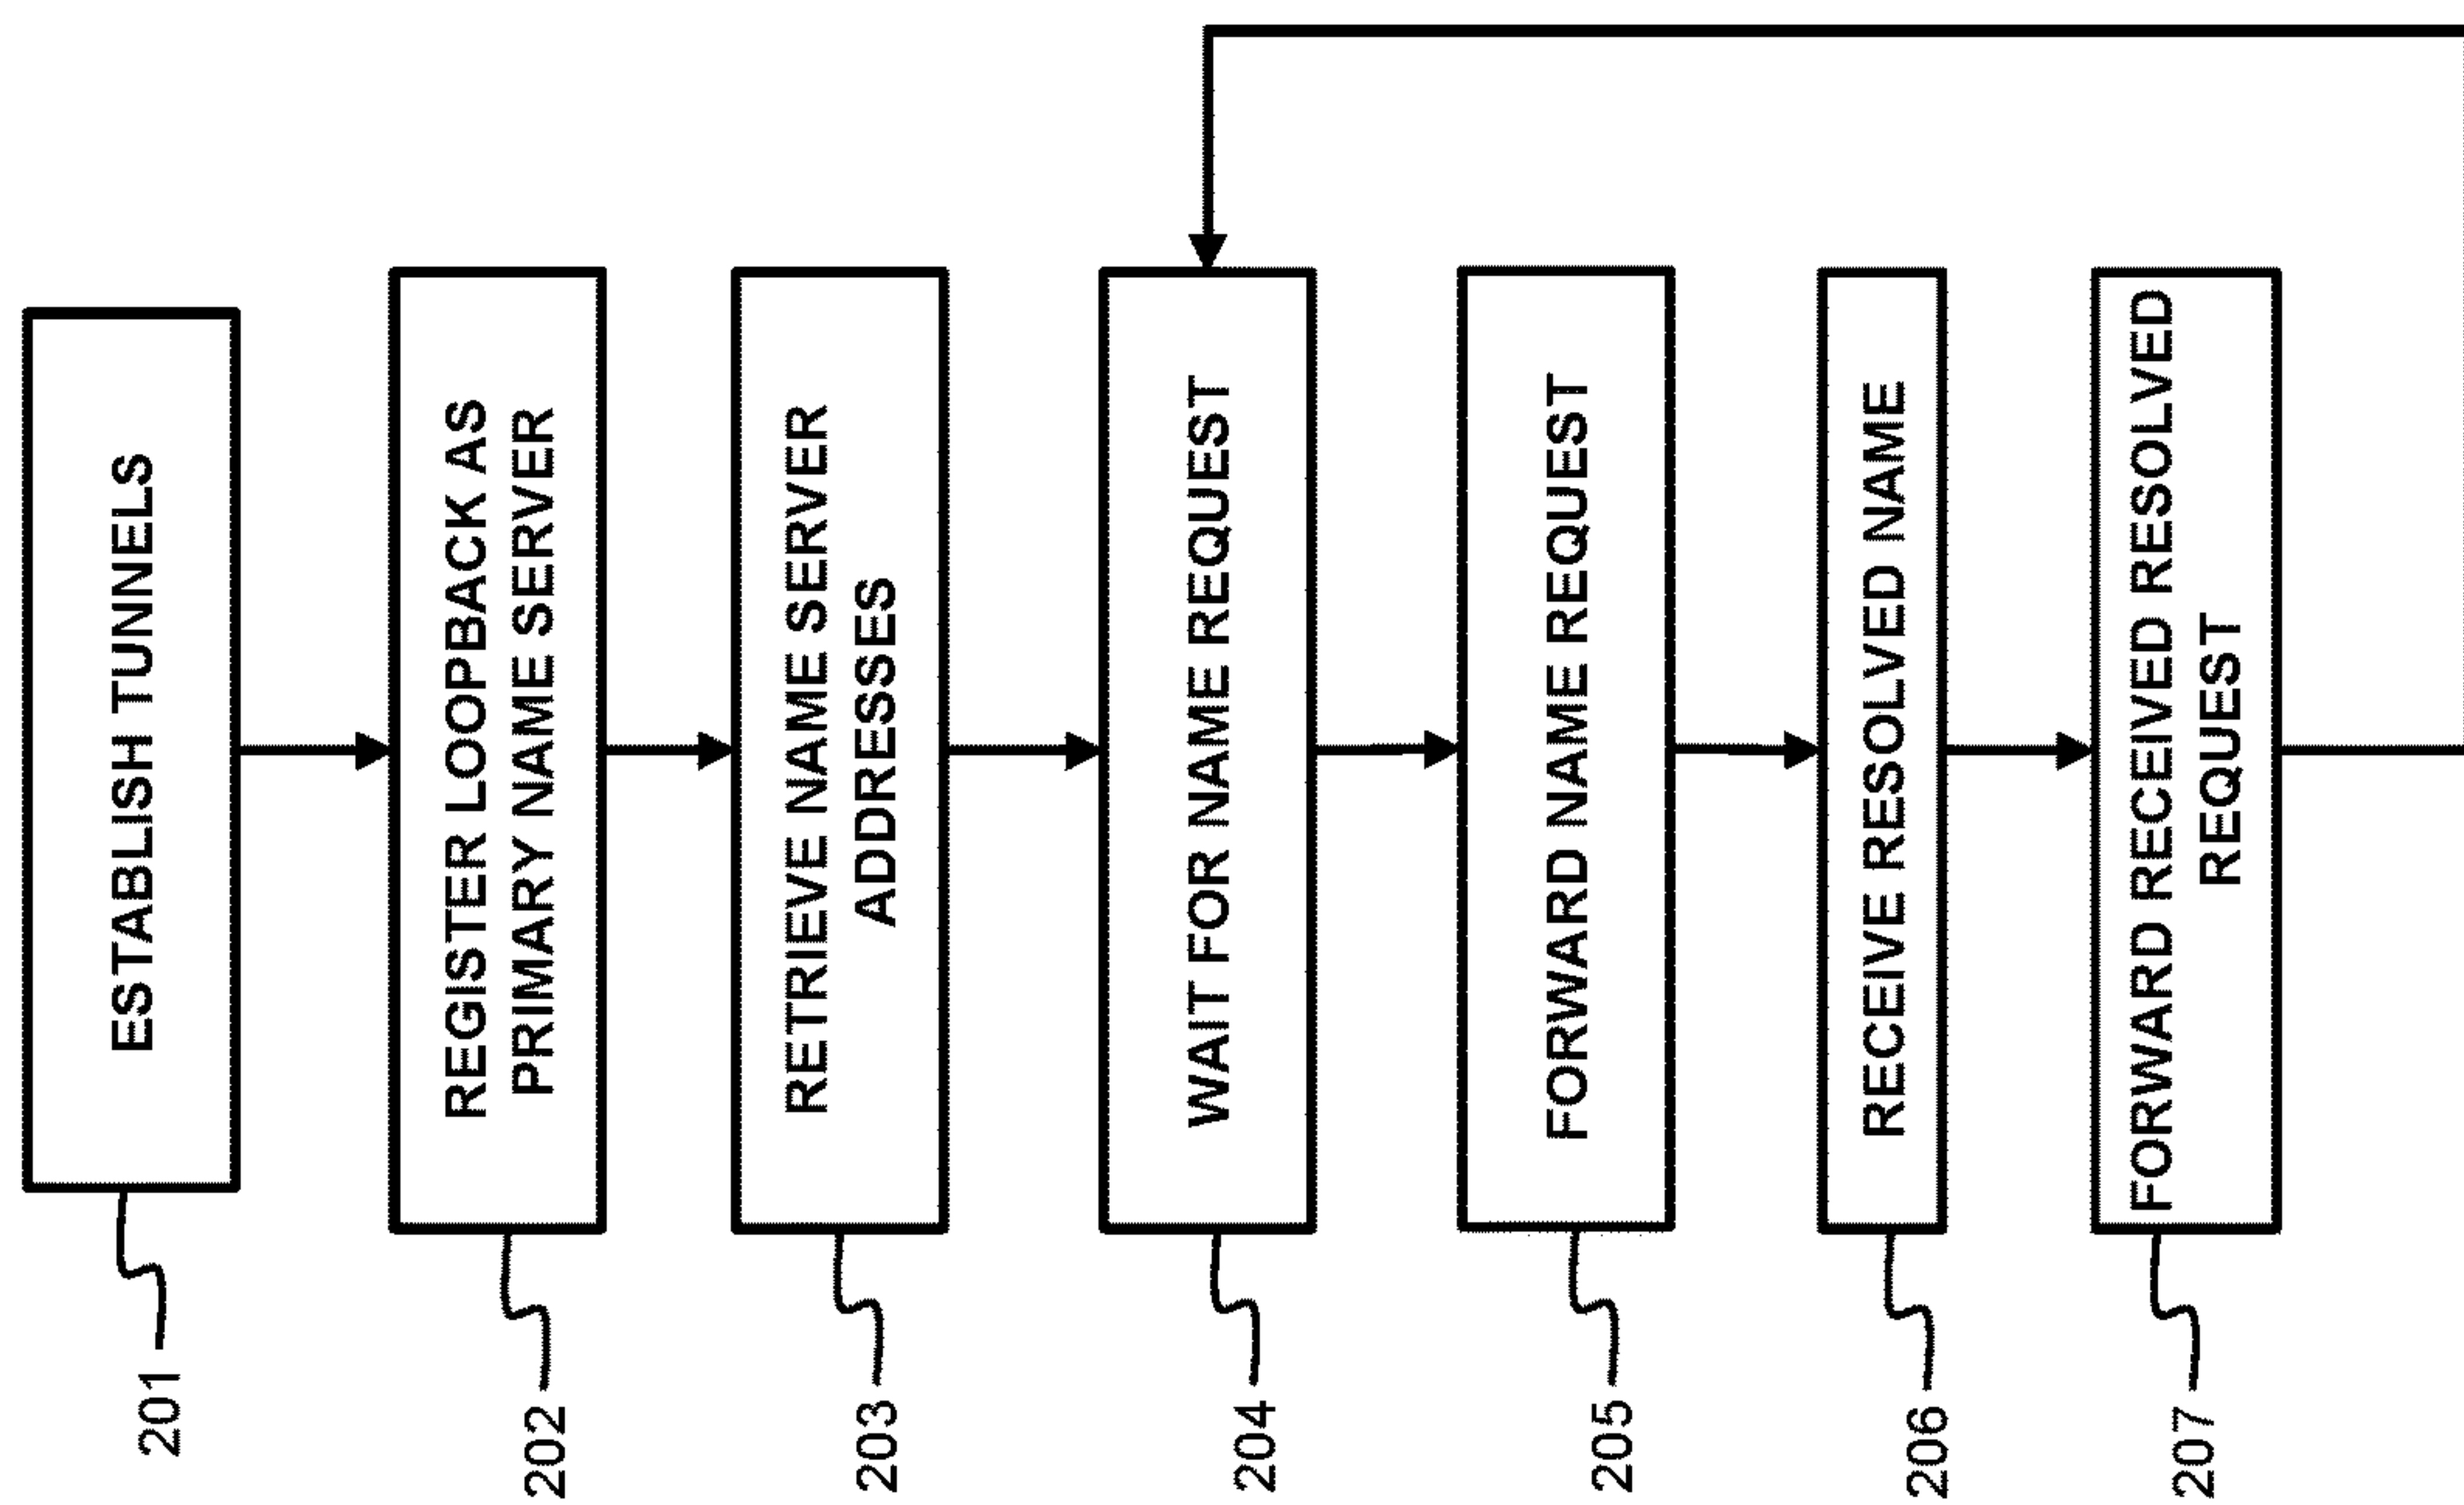 201
ESTABLISH TUNNELS
202
REGISTER LOOPBACK AS
PRIMARY NAME SERVER
203
RETRIEVE NAME SERVER
ADDRESSES
204
WAIT FOR NAME REQUEST
205
FORWARD NAME REQUEST
206
RECEIVE RESOLVED NAME
207
FORWARD RECEIVED RESOLVED
REQUEST